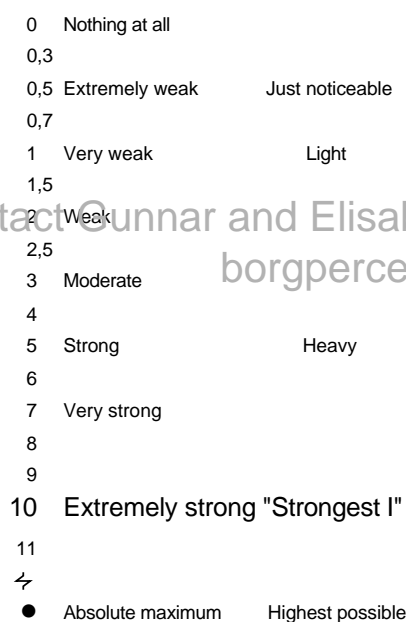 0 Nothing at all
0,3
0,5 Extremely weak Just noticeable
0,7
1 Very weak Light
1,5
tact Gunnar and Elisal
2 Weak
2,5
borgperce
3 Moderate
4
5 Strong Heavy
6
7 Very strong
8
9
10 Extremely strong "Strongest I"
11
ϟ
● Absolute maximum Highest possible